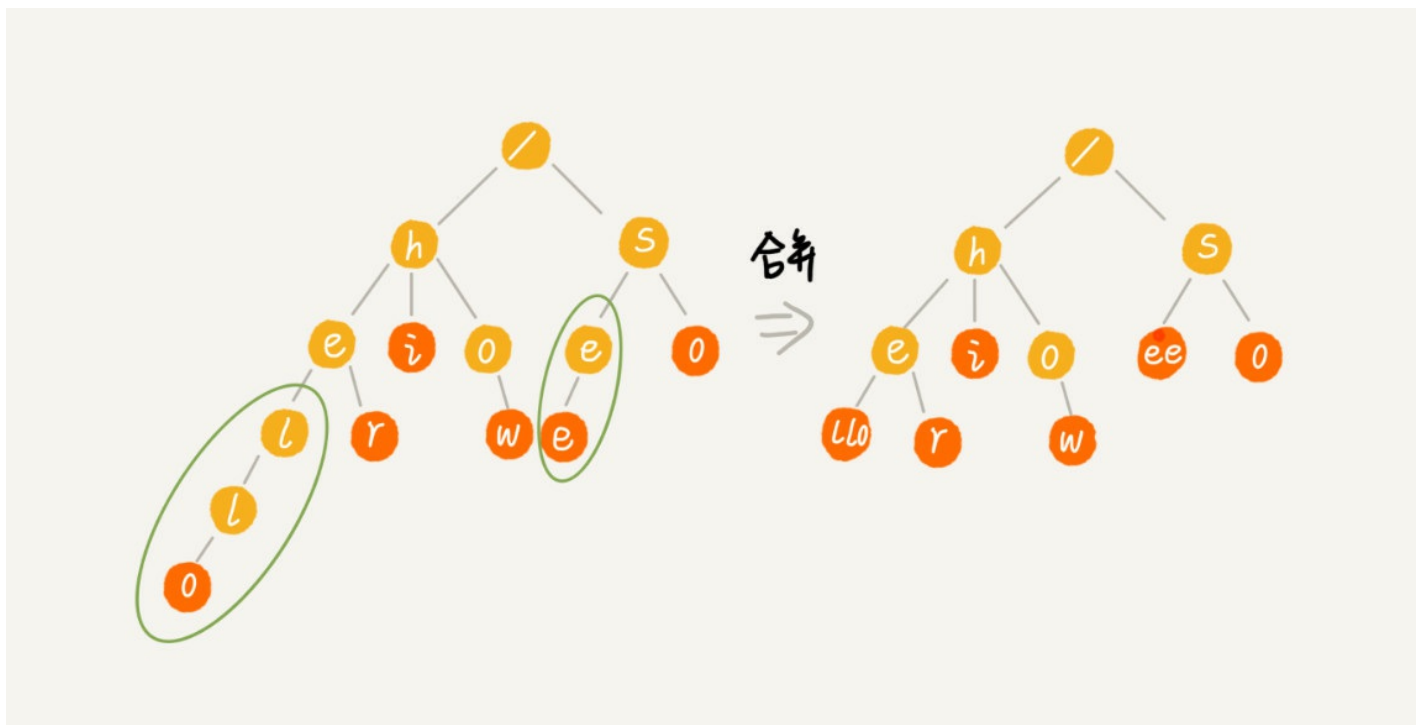 / /
h S 合并 h S
e i o e o e i o ee o
l r w e llo r w
l
o